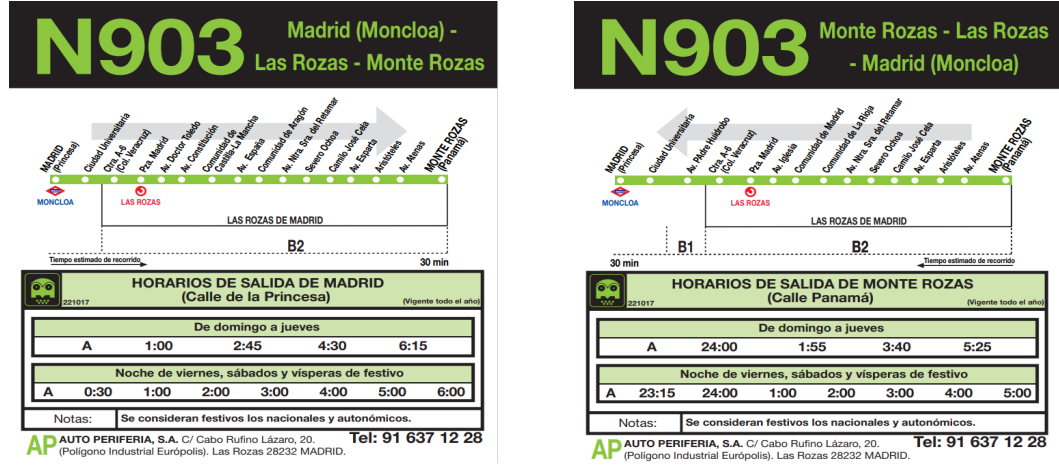 N903
Madrid (Moncloa) -
Las Rozas - Monte Rozas
MADRID
(Princesa)
Ciudad Universitaria
Ctra. A-6
(Col. Veracruz)
Pza. Madrid
Av. Doctor Toledo
Av. Constitución
Comunidad de
Castilla-La Mancha
Av. España
Comunidad de Aragón
Av. Ntra. Sra. del Retamar
Severo Ochoa
Camilo José Cela
Av. Esparta
Aristóteles
Av. Atenas
MONTE ROZAS
(Panamá)
MONCLOA
LAS ROZAS
LAS ROZAS DE MADRID
B2
Tiempo estimado de recorrido
30 min
221017
HORARIOS DE SALIDA DE MADRID
(Calle de la Princesa)
(Vigente todo el año)
De domingo a jueves
A 1:00 2:45 4:30 6:15
Noche de viernes, sábados y vísperas de festivo
A 0:30 1:00 2:00 3:00 4:00 5:00 6:00
Notas: Se consideran festivos los nacionales y autonómicos.
AP AUTO PERIFERIA, S.A. C/ Cabo Rufino Lázaro, 20. Tel: 91 637 12 28
(Polígono Industrial Európolis). Las Rozas 28232 MADRID.
N903
Monte Rozas - Las Rozas
- Madrid (Moncloa)
MADRID
(Princesa)
Ciudad Universitaria
Av. Padre Huidobro
Ctra. A-6
(Col. Veracruz)
Pza. Madrid
Av. Iglesia
Comunidad de Madrid
Comunidad de La Rioja
Av. Ntra. Sra. del Retamar
Severo Ochoa
Camilo José Cela
Av. Esparta
Aristóteles
Av. Atenas
MONTE ROZAS
(Panamá)
MONCLOA
LAS ROZAS
LAS ROZAS DE MADRID
B1
B2
30 min
Tiempo estimado de recorrido
221017
HORARIOS DE SALIDA DE MONTE ROZAS
(Calle Panamá)
(Vigente todo el año)
De domingo a jueves
A 24:00 1:55 3:40 5:25
Noche de viernes, sábados y vísperas de festivo
A 23:15 24:00 1:00 2:00 3:00 4:00 5:00
Notas: Se consideran festivos los nacionales y autonómicos.
AP AUTO PERIFERIA, S.A. C/ Cabo Rufino Lázaro, 20. Tel: 91 637 12 28
(Polígono Industrial Európolis). Las Rozas 28232 MADRID.